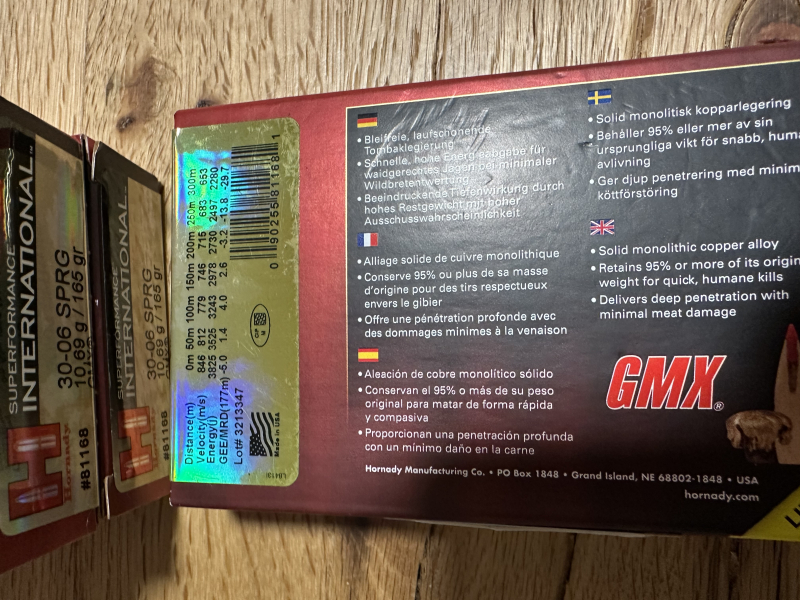 SUPERFORMANCE
INTERNATIONAL™
30-06 SPRG
10,69 g / 165 gr
H
Hornady
#81168
SUPERFORMANCE
INTERNATIONAL
30-06 SPRG
10,69 g / 165 gr
H
Hornady
#81168
Distance(m) 0m 50m 100m 150m 200m 250m 300m
Velocity(m/s) 846 812 779 746 715 683 653
Energy(J) 3825 3525 3243 2978 2730 2497 2280
GEE/MRD(177m) -5.0 1.4 4.0 2.6 -3.2 -13.8 -29.7
Lot# 3213347
Made in USA
0 90255 81168 1
• Bleifreie, laufschonende
Tombaklegierung
• Schnelle, hohe Energieabgabe für
waidgerechtes Jagen bei minimaler
Wildbretentwertung
• Beeindruckende Tiefenwirkung durch
hohes Restgewicht mit hoher
Ausschusswahrscheinlichkeit
• Alliage solide de cuivre monolithique
• Conserve 95% ou plus de sa masse
d'origine pour des tirs respectueux
envers le gibier
• Offre une pénétration profonde avec
des dommages minimes à la venaison
• Aleación de cobre monolítico sólido
• Conservan el 95% o más de su peso
original para matar de forma rápida
y compasiva
• Proporcionan una penetración profunda
con un mínimo daño en la carne
• Solid monolitisk kopparlegering
• Behåller 95% eller mer av sin
ursprungliga vikt för snabb, huma
avlivning
• Ger djup penetrering med minim
köttförstöring
• Solid monolithic copper alloy
• Retains 95% or more of its origin
weight for quick, humane kills
• Delivers deep penetration with
minimal meat damage
GMX®
Hornady Manufacturing Co. • PO Box 1848 • Grand Island, NE 68802-1848 • USA
hornady.com